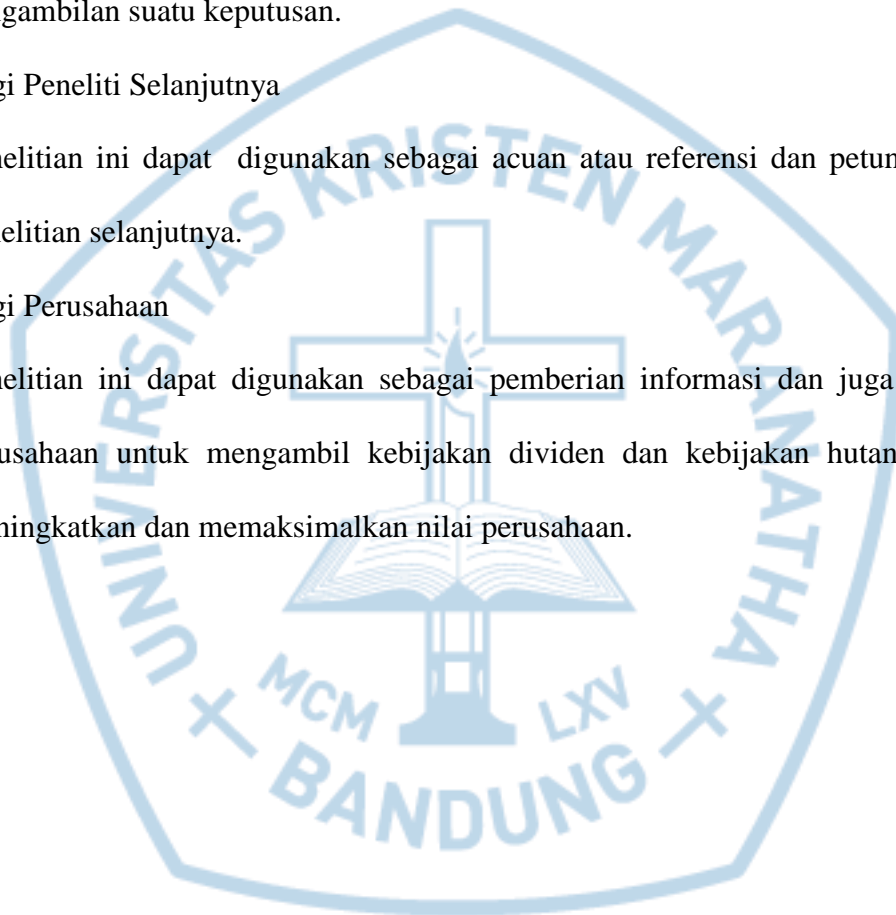 ngambilan suatu keputusan.
gi Peneliti Selanjutnya
nelitian ini dapat digunakan sebagai acuan atau referensi dan petun
nelitian selanjutnya.
gi Perusahaan
nelitian ini dapat digunakan sebagai pemberian informasi dan juga
rusahaan untuk mengambil kebijakan dividen dan kebijakan hutan
ningkatkan dan memaksimalkan nilai perusahaan.
UNIVERSITAS KRISTEN MARANATHA
MCM LXV
BANDUNG